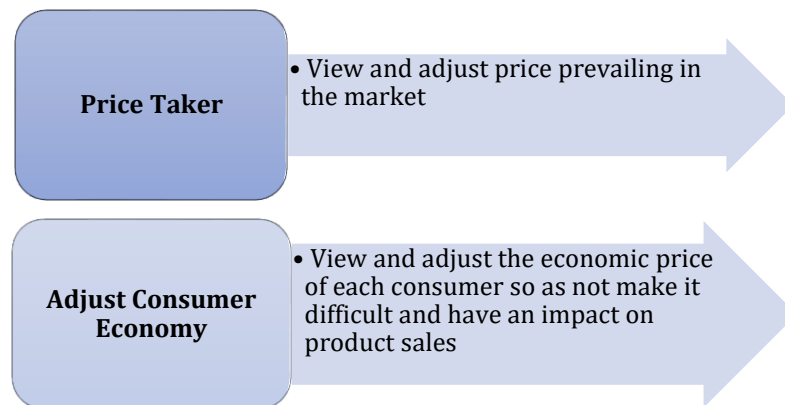 Price Taker
• View and adjust price prevailing in
the market
Adjust Consumer
Economy
• View and adjust the economic price
of each consumer so as not make it
difficult and have an impact on
product sales